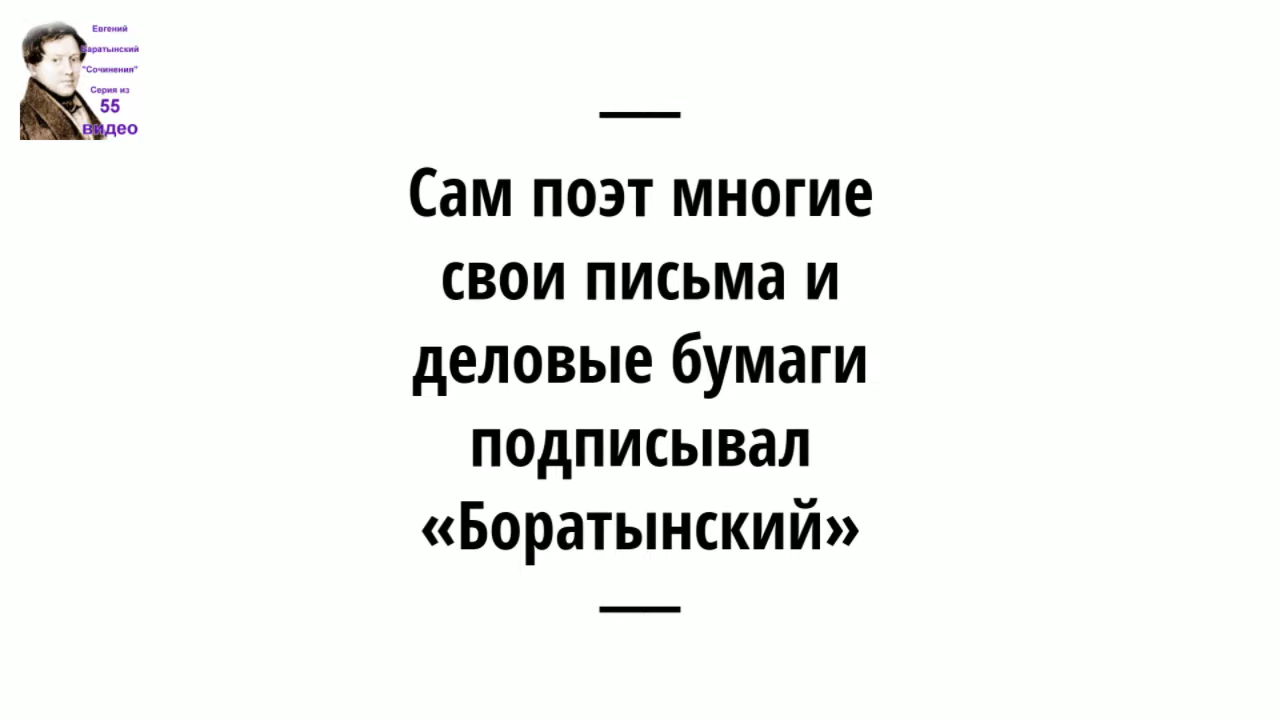 Евгений
Баратынский
"Сочинения"
Серия из
55
видео
Сам поэт многие
свои письма и
деловые бумаги
подписывал
«Боратынский»